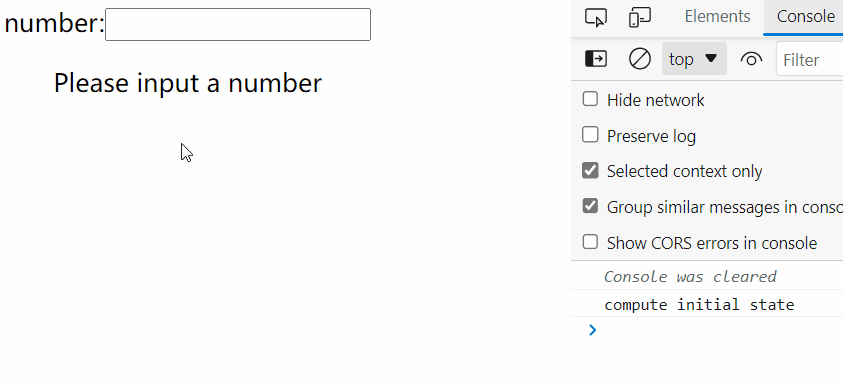 number:
Please input a number
Elements Console
top Filter
Hide network
Preserve log
Selected context only
Group similar messages in conso
Show CORS errors in console
Console was cleared
compute initial state